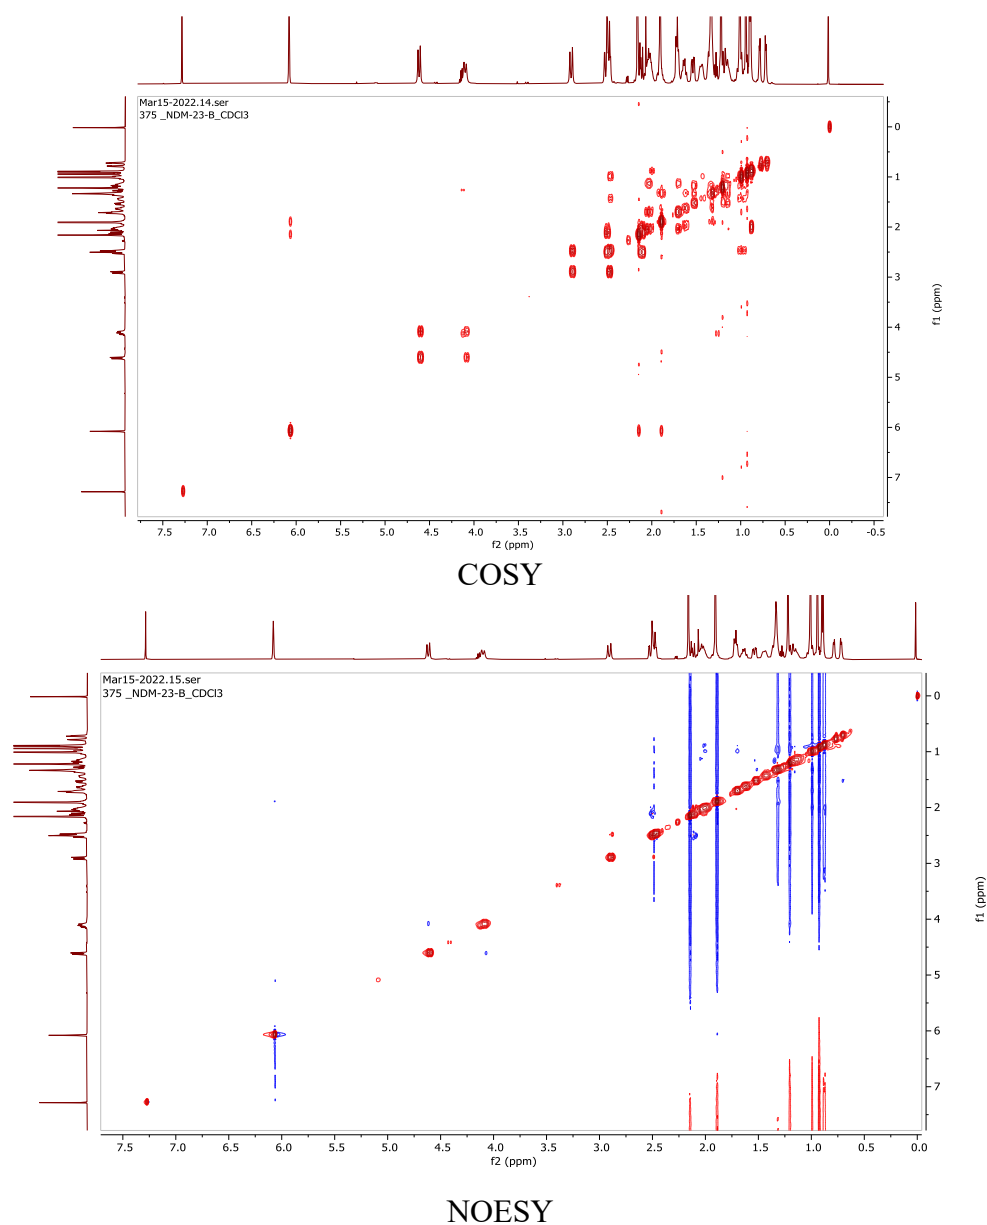 Mar15-2022.14.ser
375 _NDM-23-B_CDCl3
0
1
2
3
4
5
6
7
f1 (ppm)
7.5 7.0 6.5 6.0 5.5 5.0 4.5 4.0 3.5 3.0 2.5 2.0 1.5 1.0 0.5 0.0 -0.5
f2 (ppm)
COSY
Mar15-2022.15.ser
375 _NDM-23-B_CDCl3
0
1
2
3
4
5
6
7
f1 (ppm)
7.5 7.0 6.5 6.0 5.5 5.0 4.5 4.0 3.5 3.0 2.5 2.0 1.5 1.0 0.5 0.0
f2 (ppm)
NOESY